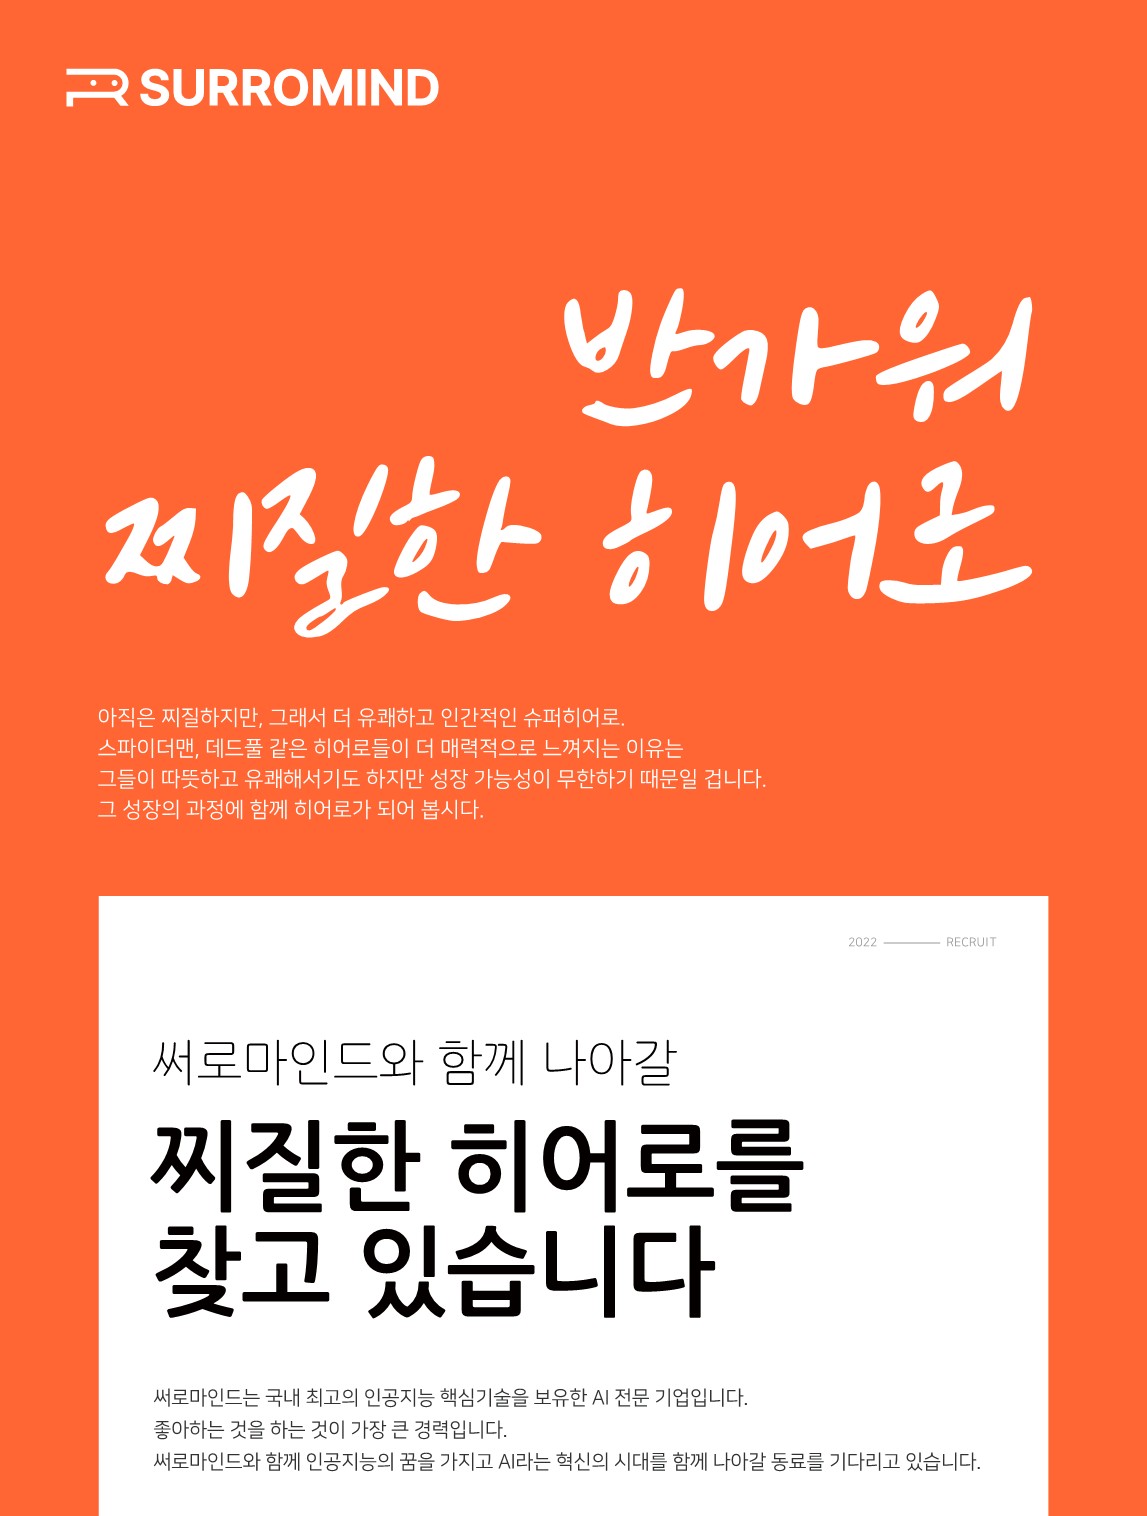 SURROMIND
반가워
찌질한 히어로
아직은 찌질하지만, 그래서 더 유쾌하고 인간적인 슈퍼히어로.
스파이더맨, 데드풀 같은 히어로들이 더 매력적으로 느껴지는 이유는
그들이 따뜻하고 유쾌해서기도 하지만 성장 가능성이 무한하기 때문일 겁니다.
그 성장의 과정에 함께 히어로가 되어 봅시다.
2022 RECRUIT
써로마인드와 함께 나아갈
찌질한 히어로를
찾고 있습니다
써로마인드는 국내 최고의 인공지능 핵심기술을 보유한 AI 전문 기업입니다.
좋아하는 것을 하는 것이 가장 큰 경력입니다.
써로마인드와 함께 인공지능의 꿈을 가지고 AI라는 혁신의 시대를 함께 나아갈 동료를 기다리고 있습니다.